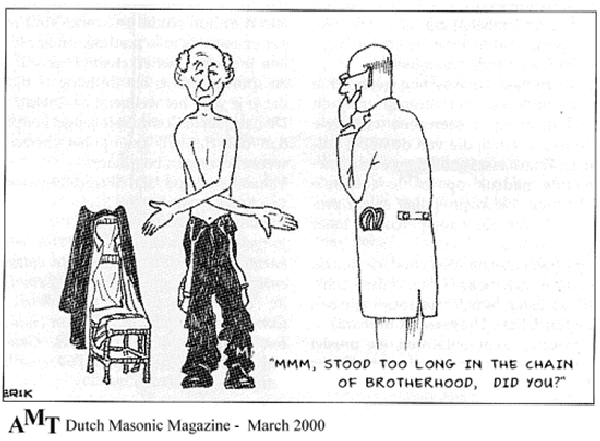 "MMM, STOOD TOO LONG IN THE CHAIN
OF BROTHERHOOD, DID YOU?"
ERIK
AMT Dutch Masonic Magazine - March 2000